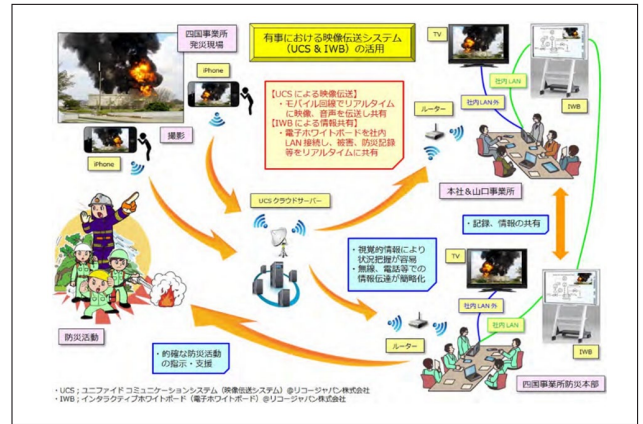 四国事業所
発災現場
有事における映像伝送システム
（UCS & IWB）の活用
iPhone
iPhone
撮影
【UCSによる映像伝送】
・モバイル回線でリアルタイム
に映像、音声を伝送し共有
【IWBによる情報共有】
・電子ホワイトボードを社内
LAN接続し、被害、防災記録
等をリアルタイムに共有
TV
社内LAN外
社内LAN
ルーター
IWB
本社＆山口事業所
UCSクラウドサーバー
・記録、情報の共有
・視覚的情報により
状況把握が容易
・無線、電話等での
情報伝達が簡略化
TV
社内LAN外
社内LAN
ルーター
IWB
四国事業所防災本部
防災活動
・的確な防災活動
の指示・支援
・UCS；ユニファイド コミュニケーションシステム（映像伝送システム）@リコージャパン株式会社
・IWB；インタラクティブホワイトボード（電子ホワイトボード）@リコージャパン株式会社